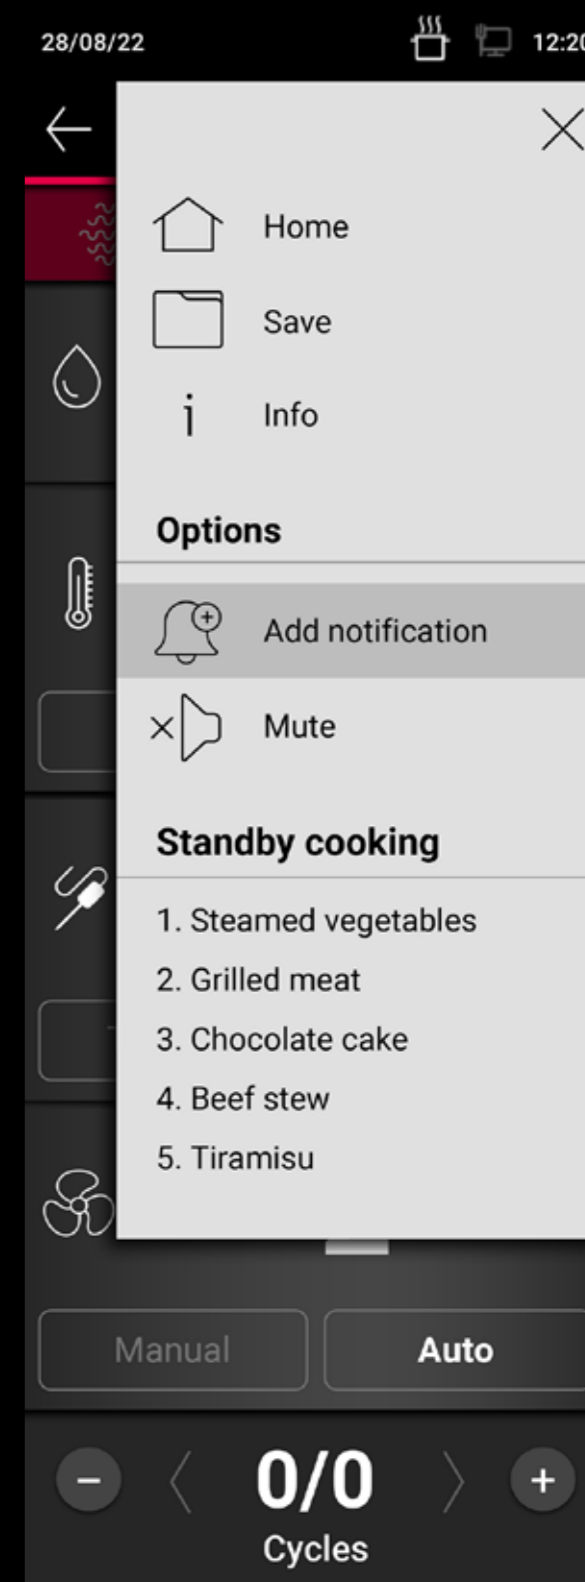 28/08/22 12:20
Home
Save
Info
Options
Add notification
Mute
Standby cooking
1. Steamed vegetables
2. Grilled meat
3. Chocolate cake
4. Beef stew
5. Tiramisu
Manual Auto
0/0
Cycles